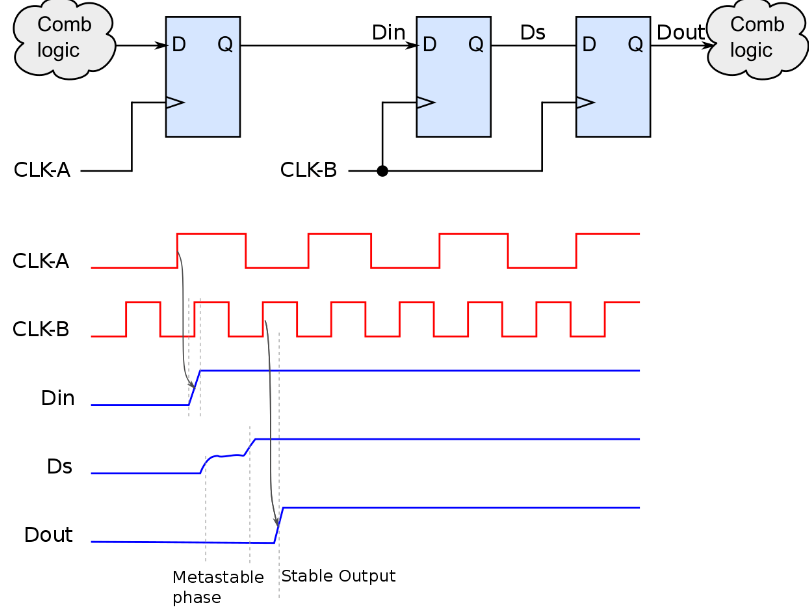 Comb
logic
D Q
Din
D Q
Ds
D Q
Dout
Comb
logic
CLK-A
CLK-B
CLK-A
CLK-B
Din
Ds
Dout
Metastable
phase
Stable Output